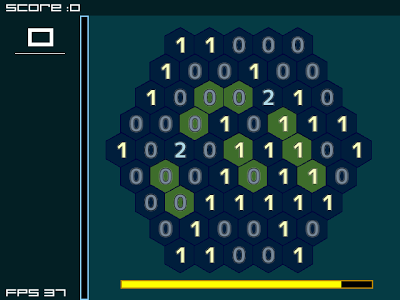 SCORE :0
0
1 1 0 0 0
1 0 0 1 0 0
1 0 0 0 2 1 0
0 0 0 1 0 1 1 1
1 0 2 0 1 1 1 0 1
0 0 0 1 0 1 1 0
0 0 1 1 1 1 1
0 1 0 0 1 0
1 1 0 0 1
FPS 37